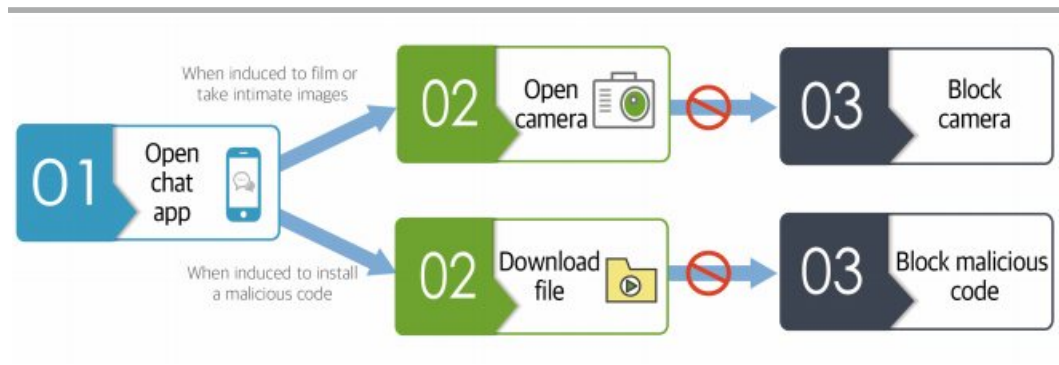 01
Open
chat
app
When induced to film or
take intimate images
02
Open
camera
03
Block
camera
When induced to install
a malicious code
02
Download
file
03
Block malicious
code